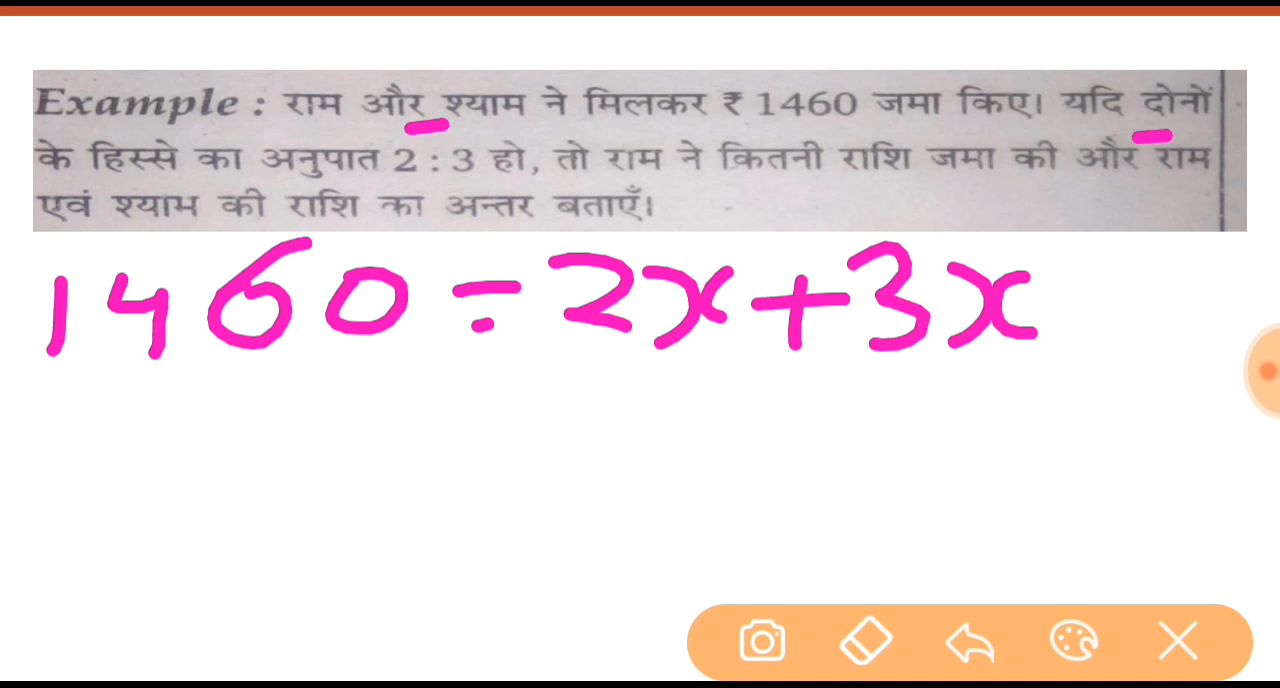 Example : राम और श्याम ने मिलकर ₹ 1460 जमा किए। यदि दोनों
के हिस्से का अनुपात 2 : 3 हो, तो राम ने कितनी राशि जमा की और राम
एवं श्याम की राशि का अन्तर बताएँ।
1460 = 2x+3x